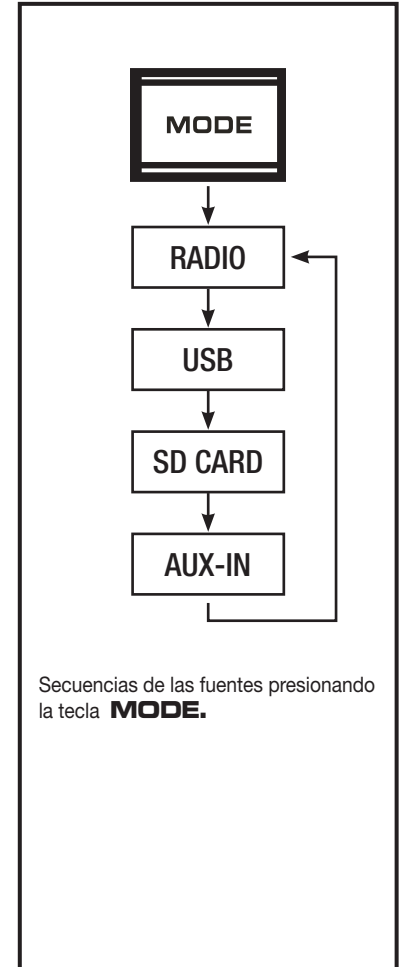 MODE
RADIO
USB
SD CARD
AUX-IN
Secuencias de las fuentes presionando
la tecla MODE.